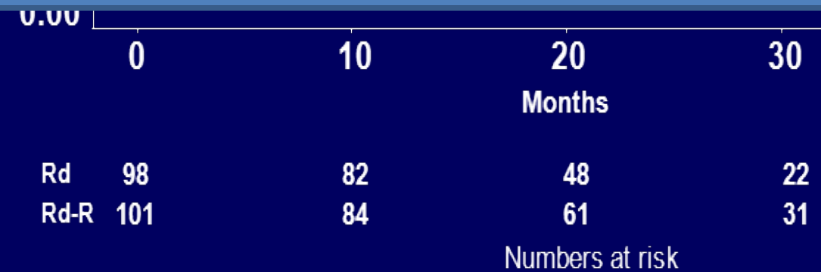 0.00
0 10 20 30
Months
Rd 98 82 48 22
Rd-R 101 84 61 31
Numbers at risk